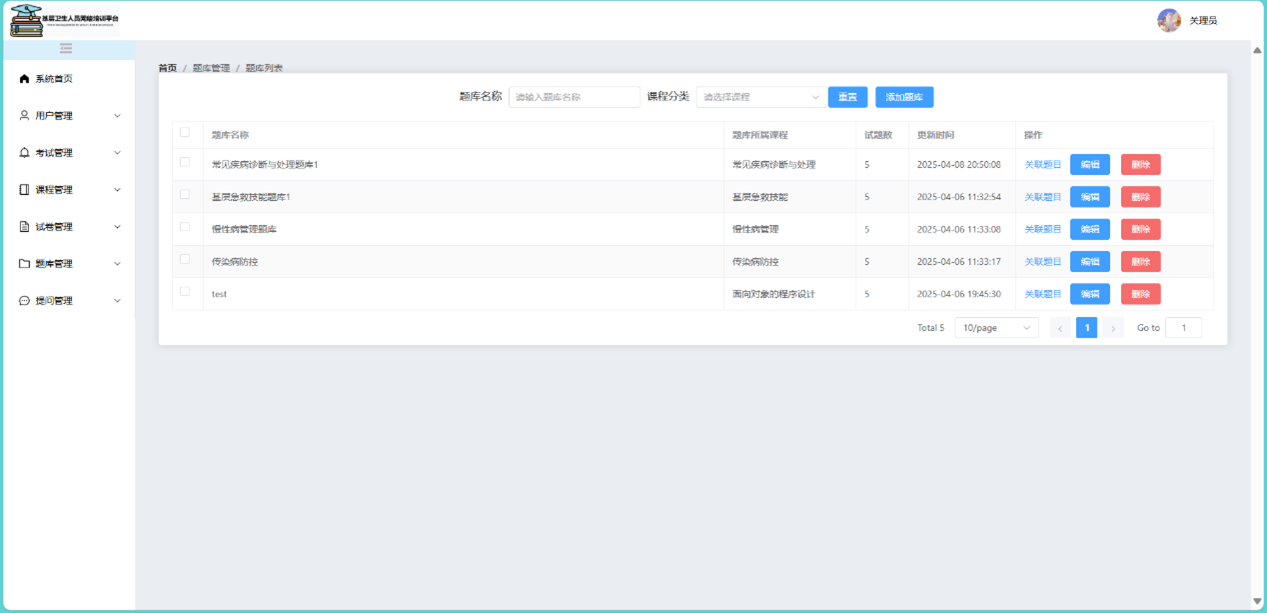 基层卫生人员网络培训平台
关理员
系统首页
用户管理
考试管理
课程管理
试卷管理
题库管理
提问管理
首页 / 题库管理 / 题库列表
题库名称 请输入题库名称 课程分类 请选择课程 重置 添加题库
题库名称 题库所属课程 试题数 更新时间 操作
常见疾病诊断与处理题库1 常见疾病诊断与处理 5 2025-04-08 20:50:08 关联题目 编辑 删除
基层急救技能题库1 基层急救技能 5 2025-04-06 11:32:54 关联题目 编辑 删除
慢性病管理题库 慢性病管理 5 2025-04-06 11:33:08 关联题目 编辑 删除
传染病防控 传染病防控 5 2025-04-06 11:33:17 关联题目 编辑 删除
test 面向对象的程序设计 5 2025-04-06 19:45:30 关联题目 编辑 删除
Total 5 10/page 1 Go to 1